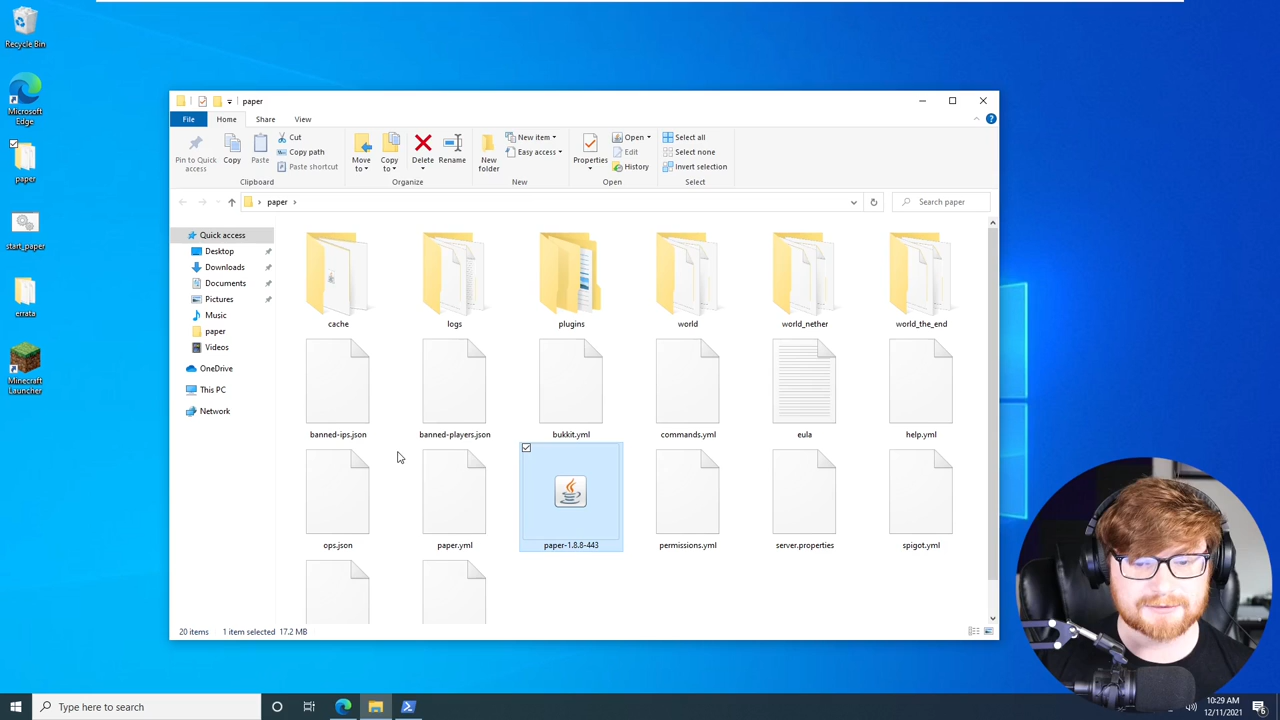 Recycle Bin
Microsoft
Edge
paper
start_paper
errata
Minecraft
Launcher
paper
File
Home
Share
View
Pin to Quick
access
Copy
Paste
Cut
Copy path
Paste shortcut
Clipboard
Move
to
Copy
to
Delete
Rename
Organize
New
folder
New item
Easy access
New
Properties
Open
Edit
History
Open
Select all
Select none
Invert selection
Select
paper
Search paper
Quick access
Desktop
Downloads
Documents
Pictures
Music
paper
Videos
OneDrive
This PC
Network
cache
logs
plugins
world
world_nether
world_the_end
banned-ips.json
banned-players.json
bukkit.yml
commands.yml
eula
help.yml
ops.json
paper.yml
paper-1.8.8-443
permissions.yml
server.properties
spigot.yml
20 items
1 item selected 17.2 MB
Type here to search
10:29 AM
12/11/2021
6